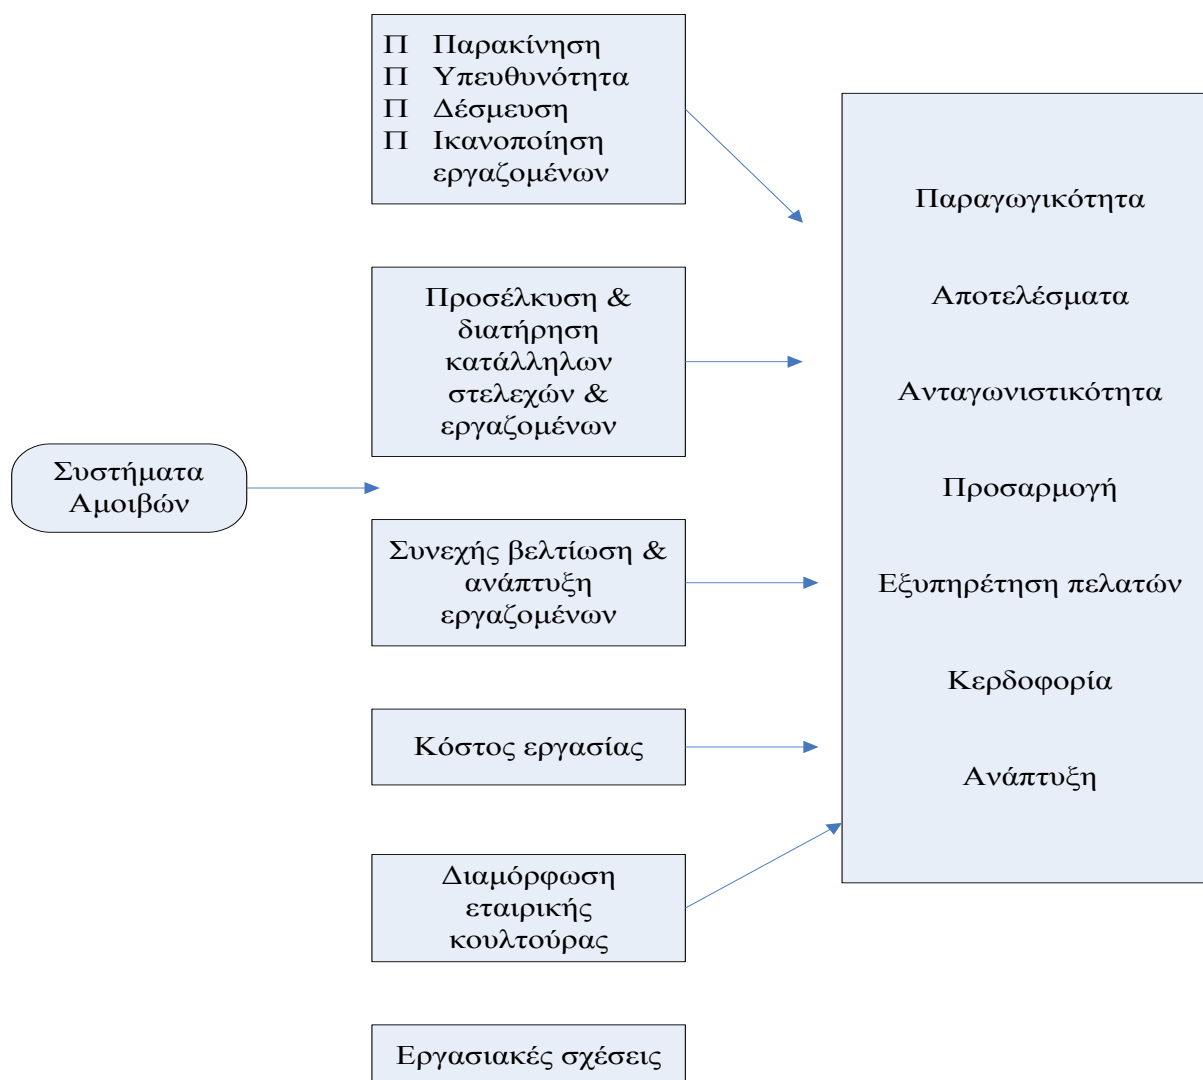 Π Παρακίνηση
Π Υπευθυνότητα
Π Δέσμευση
Π Ικανοποίηση
εργαζομένων
Προσέλκυση &
διατήρηση
κατάλληλων
στελεχών &
εργαζομένων
Συστήματα
Αμοιβών
Συνεχής βελτίωση &
ανάπτυξη
εργαζομένων
Κόστος εργασίας
Διαμόρφωση
εταιρικής
κουλτούρας
Εργασιακές σχέσεις
Παραγωγικότητα
Αποτελέσματα
Ανταγωνιστικότητα
Προσαρμογή
Εξυπηρέτηση πελατών
Κερδοφορία
Ανάπτυξη